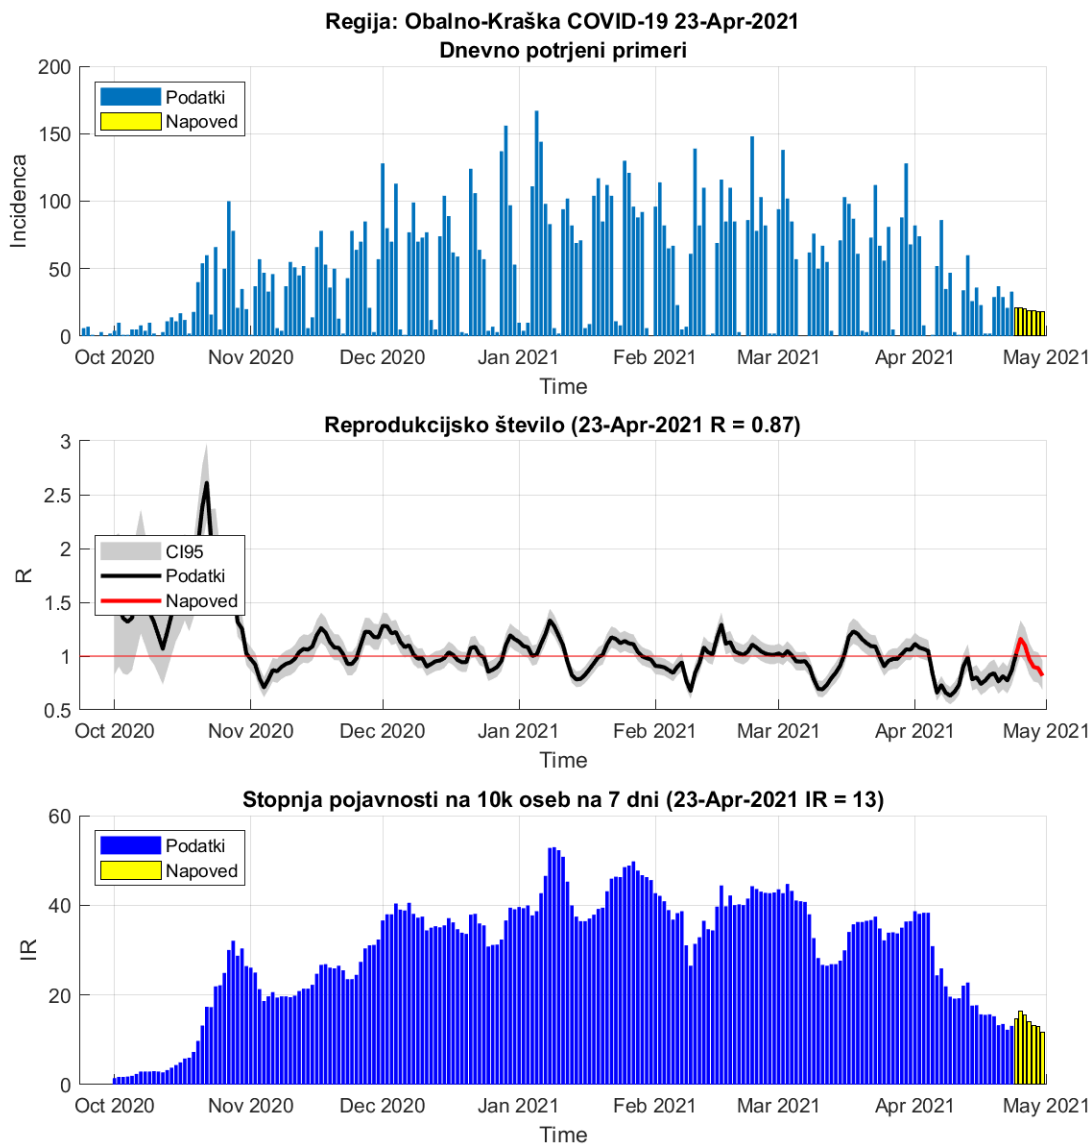 Regija: Obalno-Kraška COVID-19 23-Apr-2021
Dnevno potrjeni primeri
200
150
100
50
0
Incidenca
Podatki
Napoved
Oct 2020 Nov 2020 Dec 2020 Jan 2021 Feb 2021 Mar 2021 Apr 2021 May 2021
Time
Reprodukcijsko število (23-Apr-2021 R = 0.87)
3
2.5
2
1.5
1
0.5
R
CI95
Podatki
Napoved
Oct 2020 Nov 2020 Dec 2020 Jan 2021 Feb 2021 Mar 2021 Apr 2021 May 2021
Time
Stopnja pojavnosti na 10k oseb na 7 dni (23-Apr-2021 IR = 13)
60
40
20
0
IR
Podatki
Napoved
Oct 2020 Nov 2020 Dec 2020 Jan 2021 Feb 2021 Mar 2021 Apr 2021 May 2021
Time